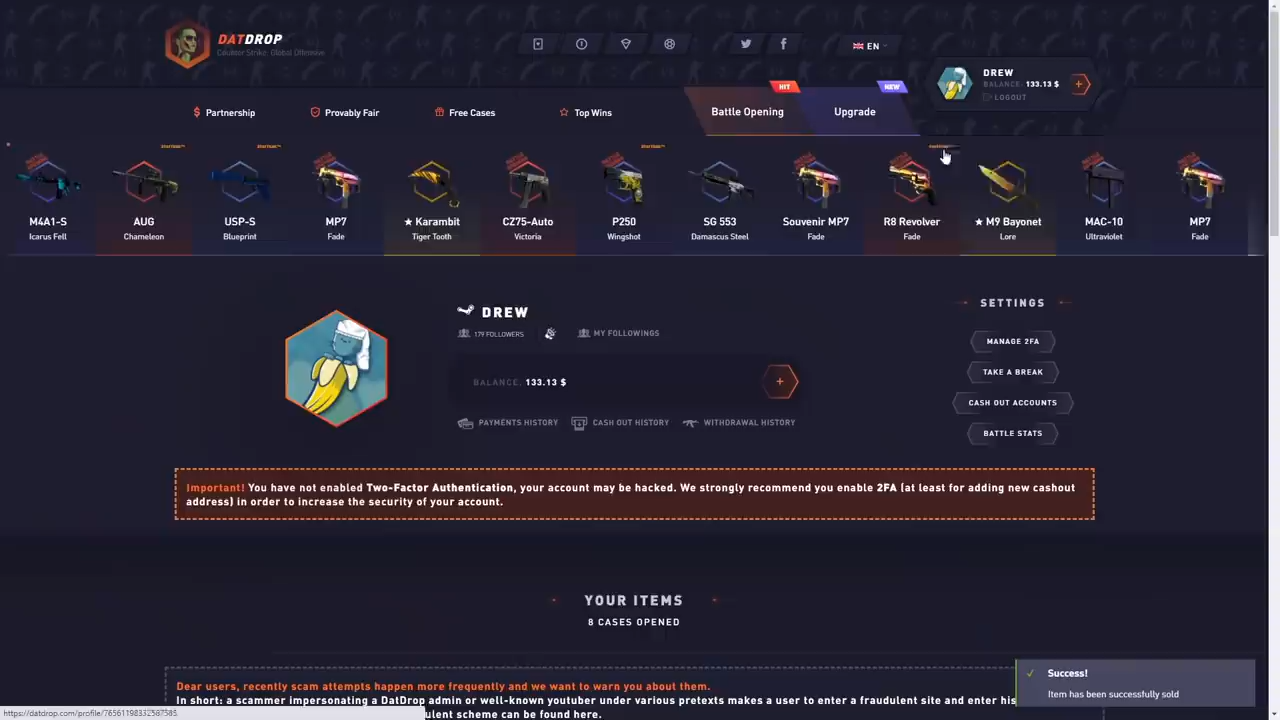 DATDROP
Counter Strike: Global Offensive
EN
DREW
BALANCE: 133.13 $
LOGOUT
Partnership
Provably Fair
Free Cases
Top Wins
HIT
Battle Opening
NEW
Upgrade
M4A1-S
Icarus Fell
AUG
Chameleon
USP-S
Blueprint
MP7
Fade
★ Karambit
Tiger Tooth
CZ75-Auto
Victoria
P250
Wingshot
SG 553
Damascus Steel
Souvenir MP7
Fade
R8 Revolver
Fade
★ M9 Bayonet
Lore
MAC-10
Ultraviolet
MP7
Fade
DREW
179 FOLLOWERS
MY FOLLOWINGS
BALANCE: 133.13 $
PAYMENTS HISTORY
CASH OUT HISTORY
WITHDRAWAL HISTORY
SETTINGS
MANAGE 2FA
TAKE A BREAK
CASH OUT ACCOUNTS
BATTLE STATS
Important! You have not enabled Two-Factor Authentication, your account may be hacked. We strongly recommend you enable 2FA (at least for adding new cashout
address) in order to increase the security of your account.
YOUR ITEMS
8 CASES OPENED
Dear users, recently scam attempts happen more frequently and we want to warn you about them.
In short: a scammer impersonating a DatDrop admin or well-known youtuber under various pretexts makes a user to enter a fraudulent site and enter his
ulent scheme can be found here.
Success!
Item has been successfully sold